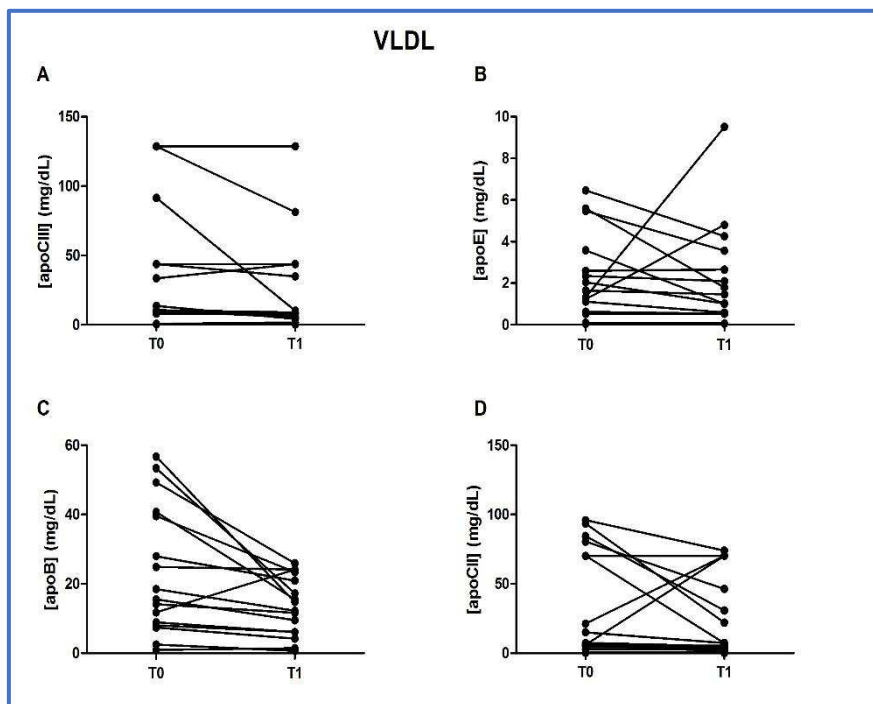 VLDL
A
[apoCIII] (mg/dL)
150
100
50
0
T0 T1
B
[apoE] (mg/dL)
10
8
6
4
2
0
T0 T1
C
[apoB] (mg/dL)
60
40
20
0
T0 T1
D
[apoCII] (mg/dL)
150
100
50
0
T0 T1